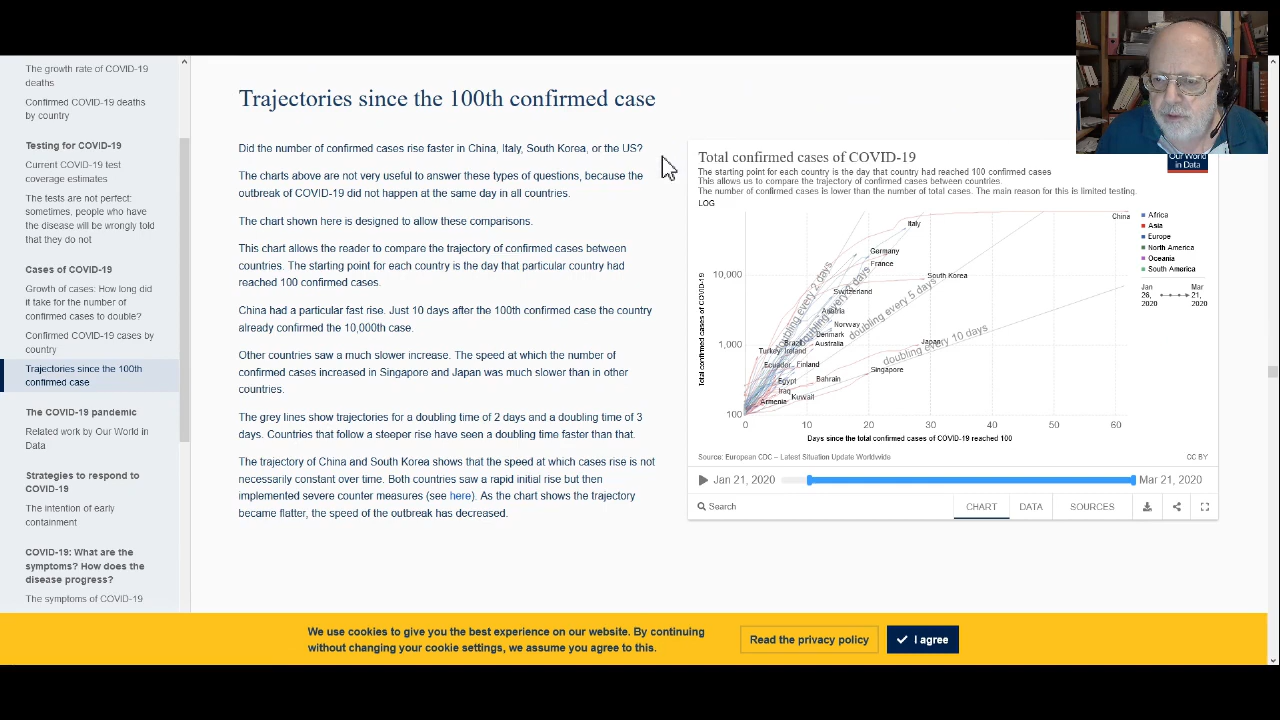 The growth rate of COVID-19
deaths
Confirmed COVID-19 deaths
by country
Testing for COVID-19
Current COVID-19 test
coverage estimates
The tests are not perfect:
sometimes, people who have
the disease will be wrongly told
that they do not
Cases of COVID-19
Growth of cases: How long did
it take for the number of
confirmed cases to double?
Confirmed COVID-19 cases by
country
Trajectories since the 100th
confirmed case
The COVID-19 pandemic
Related work by Our World in
Data
Strategies to respond to
COVID-19
The intention of early
containment
COVID-19: What are the
symptoms? How does the
disease progress?
The symptoms of COVID-19
Trajectories since the 100th confirmed case
Did the number of confirmed cases rise faster in China, Italy, South Korea, or the US?
The charts above are not very useful to answer these types of questions, because the
outbreak of COVID-19 did not happen at the same day in all countries.
The chart shown here is designed to allow these comparisons.
This chart allows the reader to compare the trajectory of confirmed cases between
countries. The starting point for each country is the day that particular country had
reached 100 confirmed cases.
China had a particular fast rise. Just 10 days after the 100th confirmed case the country
already confirmed the 10,000th case.
Other countries saw a much slower increase. The speed at which the number of
confirmed cases increased in Singapore and Japan was much slower than in other
countries.
The grey lines show trajectories for a doubling time of 2 days and a doubling time of 3
days. Countries that follow a steeper rise have seen a doubling time faster than that.
The trajectory of China and South Korea shows that the speed at which cases rise is not
necessarily constant over time. Both countries saw a rapid initial rise but then
implemented severe counter measures (see here). As the chart shows the trajectory
became flatter, the speed of the outbreak has decreased.
Total confirmed cases of COVID-19
Our World
in Data
The starting point for each country is the day that country had reached 100 confirmed cases
This allows us to compare the trajectory of confirmed cases between countries.
The number of confirmed cases is lower than the number of total cases. The main reason for this is limited testing.
LOG
Total confirmed cases of COVID-19
10,000
1,000
100
China
Italy
Germany
France
South Korea
Switzerland
Austria
Norway
Denmark
Brazil
Australia
Japan
Turkey
Ireland
Ecuador
Finland
Singapore
Egypt
Bahrain
Iraq
Kuwait
Armenia
doubling every 2 days
doubling every 3 days
doubling every 5 days
doubling every 10 days
Africa
Asia
Europe
North America
Oceania
South America
Jan
26,
2020
Mar
21,
2020
0 10 20 30 40 50 60
Days since the total confirmed cases of COVID-19 reached 100
Source: European CDC – Latest Situation Update Worldwide
CC BY
Jan 21, 2020
Mar 21, 2020
Search
CHART
DATA
SOURCES
We use cookies to give you the best experience on our website. By continuing
without changing your cookie settings, we assume you agree to this.
Read the privacy policy
I agree